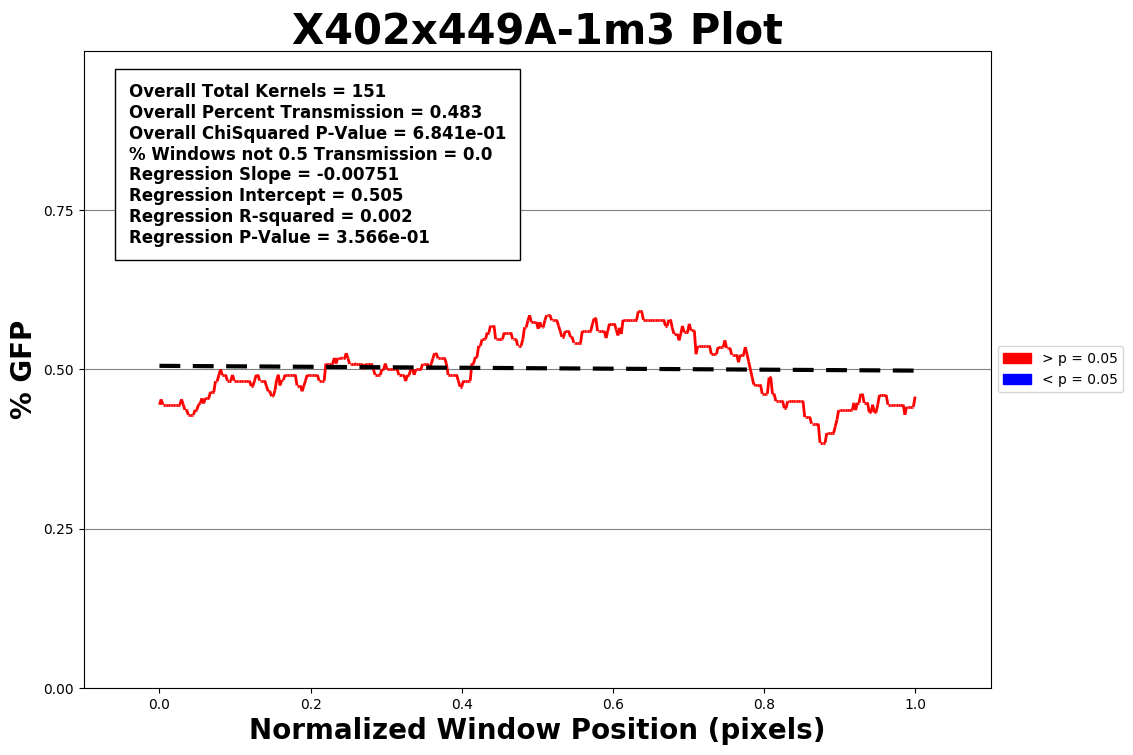 X402x449A-1m3 Plot
Overall Total Kernels = 151
Overall Percent Transmission = 0.483
Overall ChiSquared P-Value = 6.841e-01
% Windows not 0.5 Transmission = 0.0
Regression Slope = -0.00751
Regression Intercept = 0.505
Regression R-squared = 0.002
Regression P-Value = 3.566e-01
% GFP
0.75
0.50
0.25
0.00
> p = 0.05
< p = 0.05
0.0 0.2 0.4 0.6 0.8 1.0
Normalized Window Position (pixels)